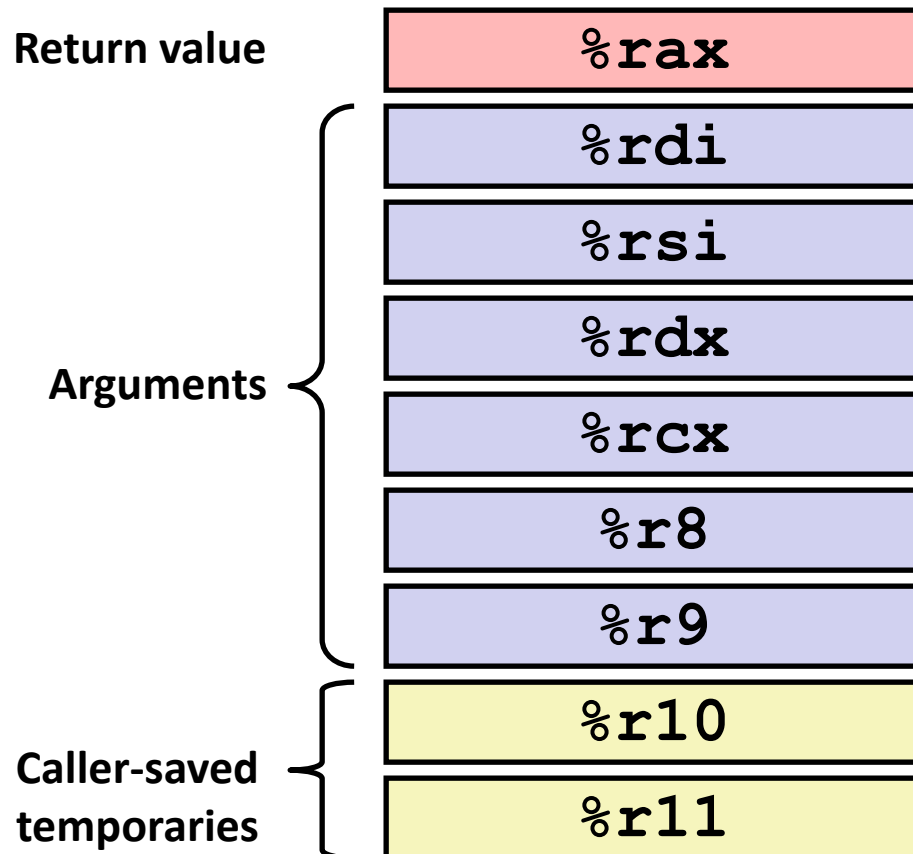 Return value
%rax
Arguments
%rdi
%rsi
%rdx
%rcx
%r8
%r9
Caller-saved
temporaries
%r10
%r11